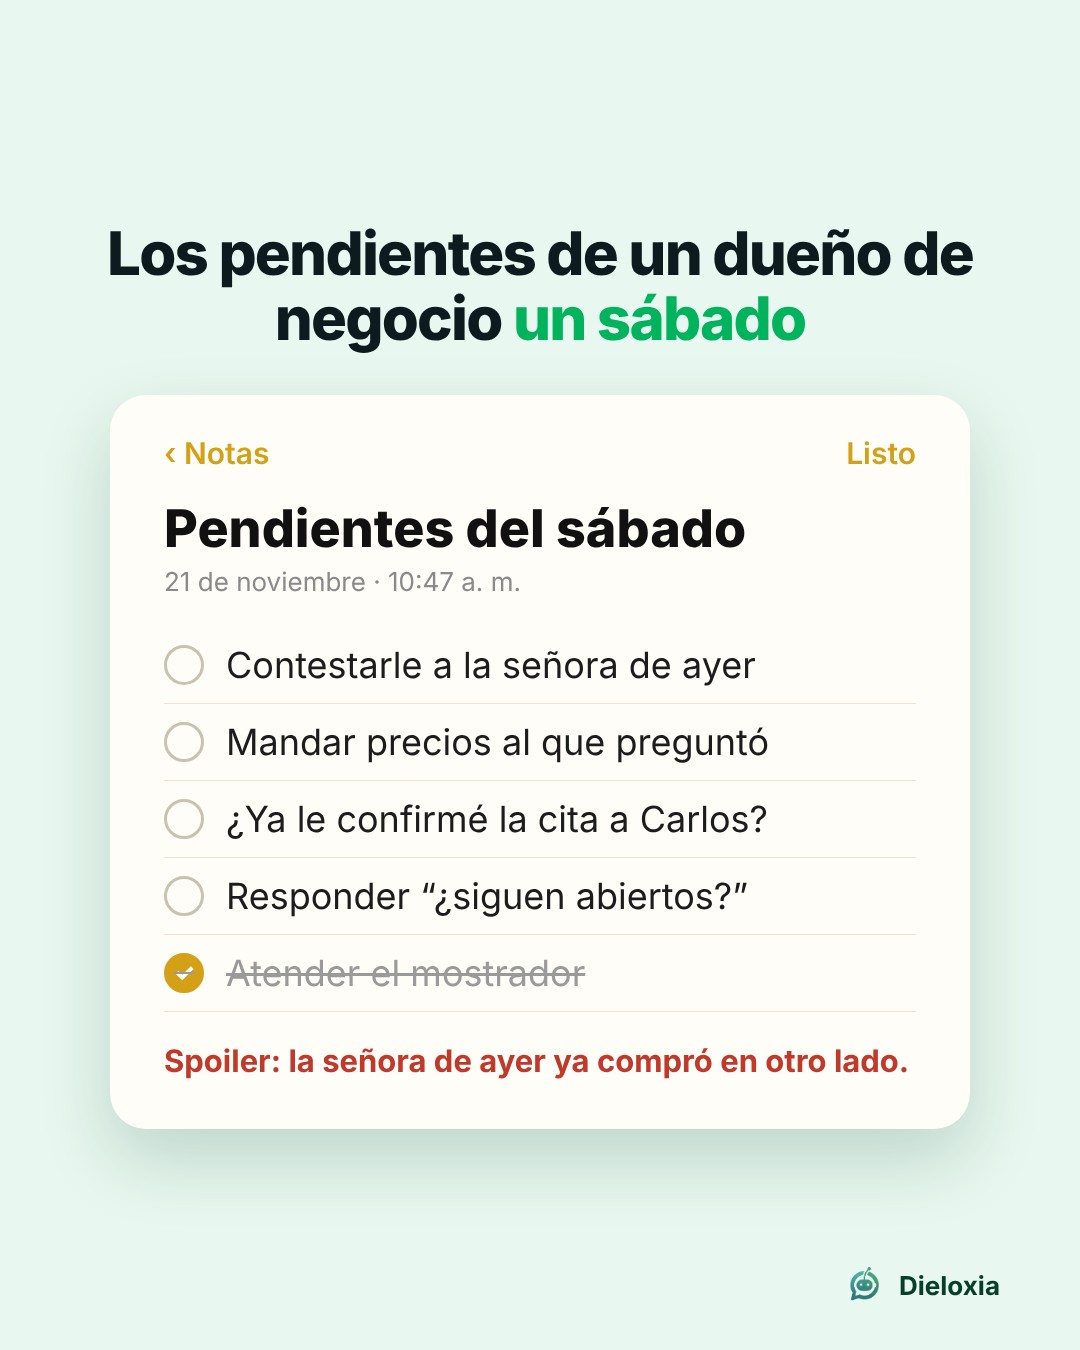 Los pendientes de un dueño de
negocio un sábado
‹ Notas
Listo
Pendientes del sábado
21 de noviembre · 10:47 a. m.
Contestarle a la señora de ayer
Mandar precios al que preguntó
¿Ya le confirmé la cita a Carlos?
Responder “¿siguen abiertos?”
Atender el mostrador
Spoiler: la señora de ayer ya compró en otro lado.
Dieloxia